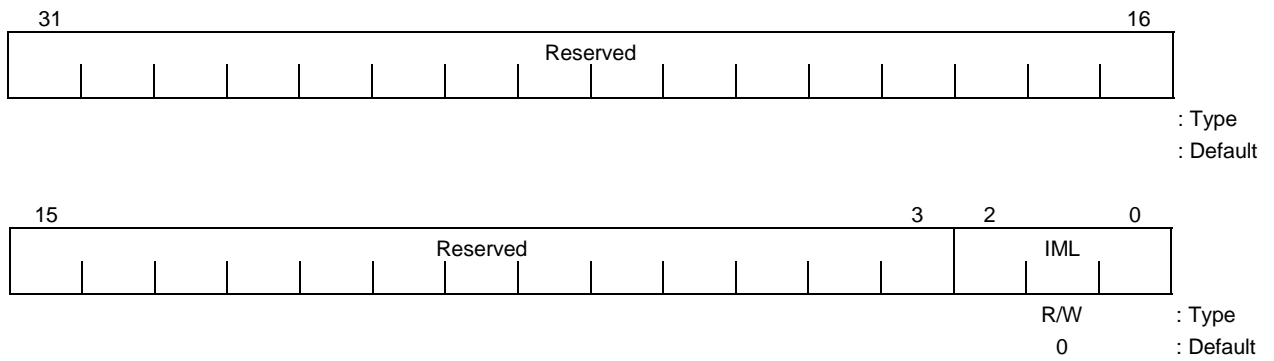 31 16
Reserved
: Type
: Default
15 3 2 0
Reserved IML
R/W : Type
0 : Default